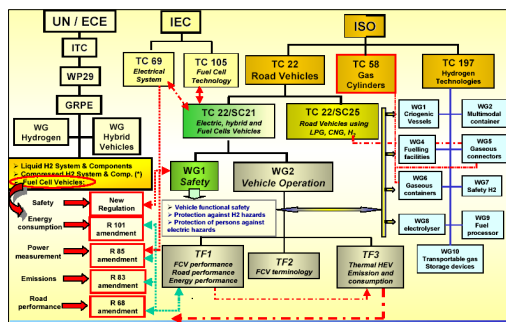 UN / ECE
IEC
ISO
ITC
WP29
GRPE
WG
Hydrogen
WG
Hybrid
Vehicles
TC 69
Electrical
System
TC 105
Fuel Cell
Technology
TC 22
Road Vehicles
TC 58
Gas
Cylinders
TC 197
Hydrogen
Technologies
TC 22/SC21
Electric, hybrid and
Fuel Cells Vehicles
TC 22/SC25
Road Vehicles using
LPG, CNG, H2
WG1
Criogenic
Vessels
WG2
Multimodal
container
WG4
Fuelling
facilities
WG5
Gaseous
connectors
WG6
Gaseous
containers
WG7
Safety H2
WG8
electrolyser
WG9
Fuel
processor
WG10
Transportable gas
Storage devices
➢ Liquid H2 System & Components
➢ Compressed H2 System & Comp. (*)
Fuel Cell Vehicles:
WG1
Safety
WG2
Vehicle Operation
➢ Vehicle functional safety
➢ Protection against H2 hazards
➢ Protection of persons against
electric hazards
Safety
New
Regulation
Energy
consumption
R 101
amendment
Power
measurement
R 85
amendment
Emissions
R 83
amendment
Road performance
R 68
amendment
TF1
FCV performance
Road performance
Energy performance
TF2
FCV terminology
TF3
Thermal HEV
Emission and
consumption